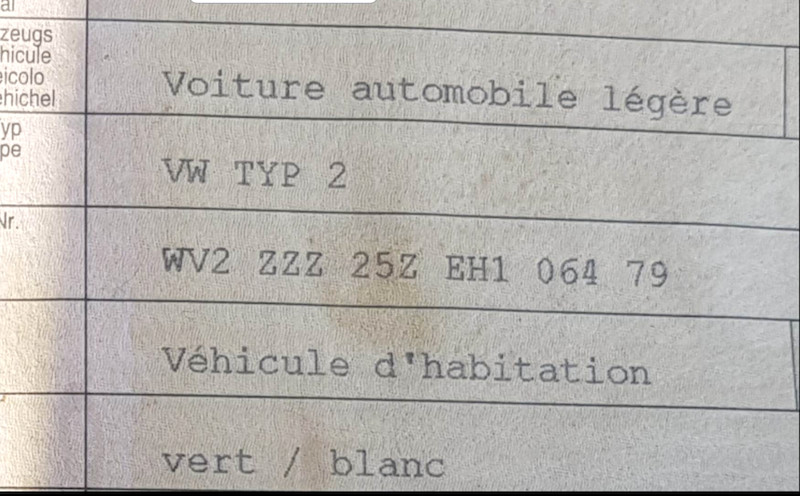 al
zeugs
hicule
eicolo
ehichel
Voiture automobile légère
yp
pe
VW TYP 2
Nr.
WV2 ZZZ 25Z EH1 064 79
Véhicule d'habitation
vert / blanc